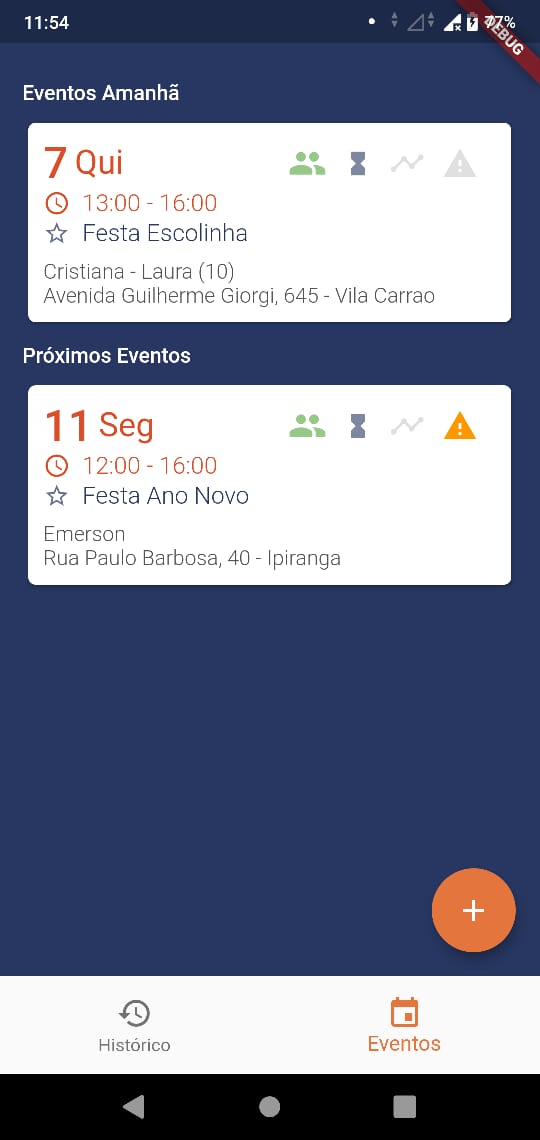 11:54
77%
DEBUG
Eventos Amanhã
7 Qui
13:00 - 16:00
Festa Escolinha
Cristiana - Laura (10)
Avenida Guilherme Giorgi, 645 - Vila Carrao
Próximos Eventos
11 Seg
12:00 - 16:00
Festa Ano Novo
Emerson
Rua Paulo Barbosa, 40 - Ipiranga
Histórico
Eventos